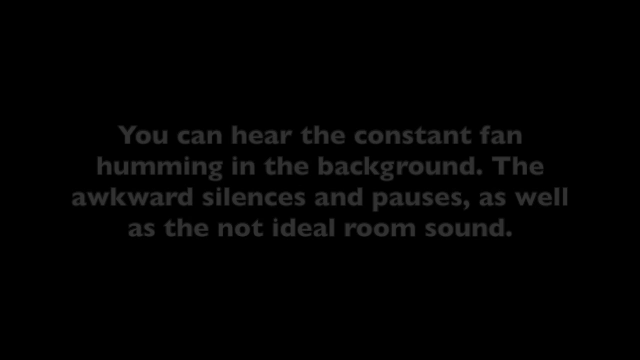 You can hear the constant fan
humming in the background. The
awkward silences and pauses, as well
as the not ideal room sound.